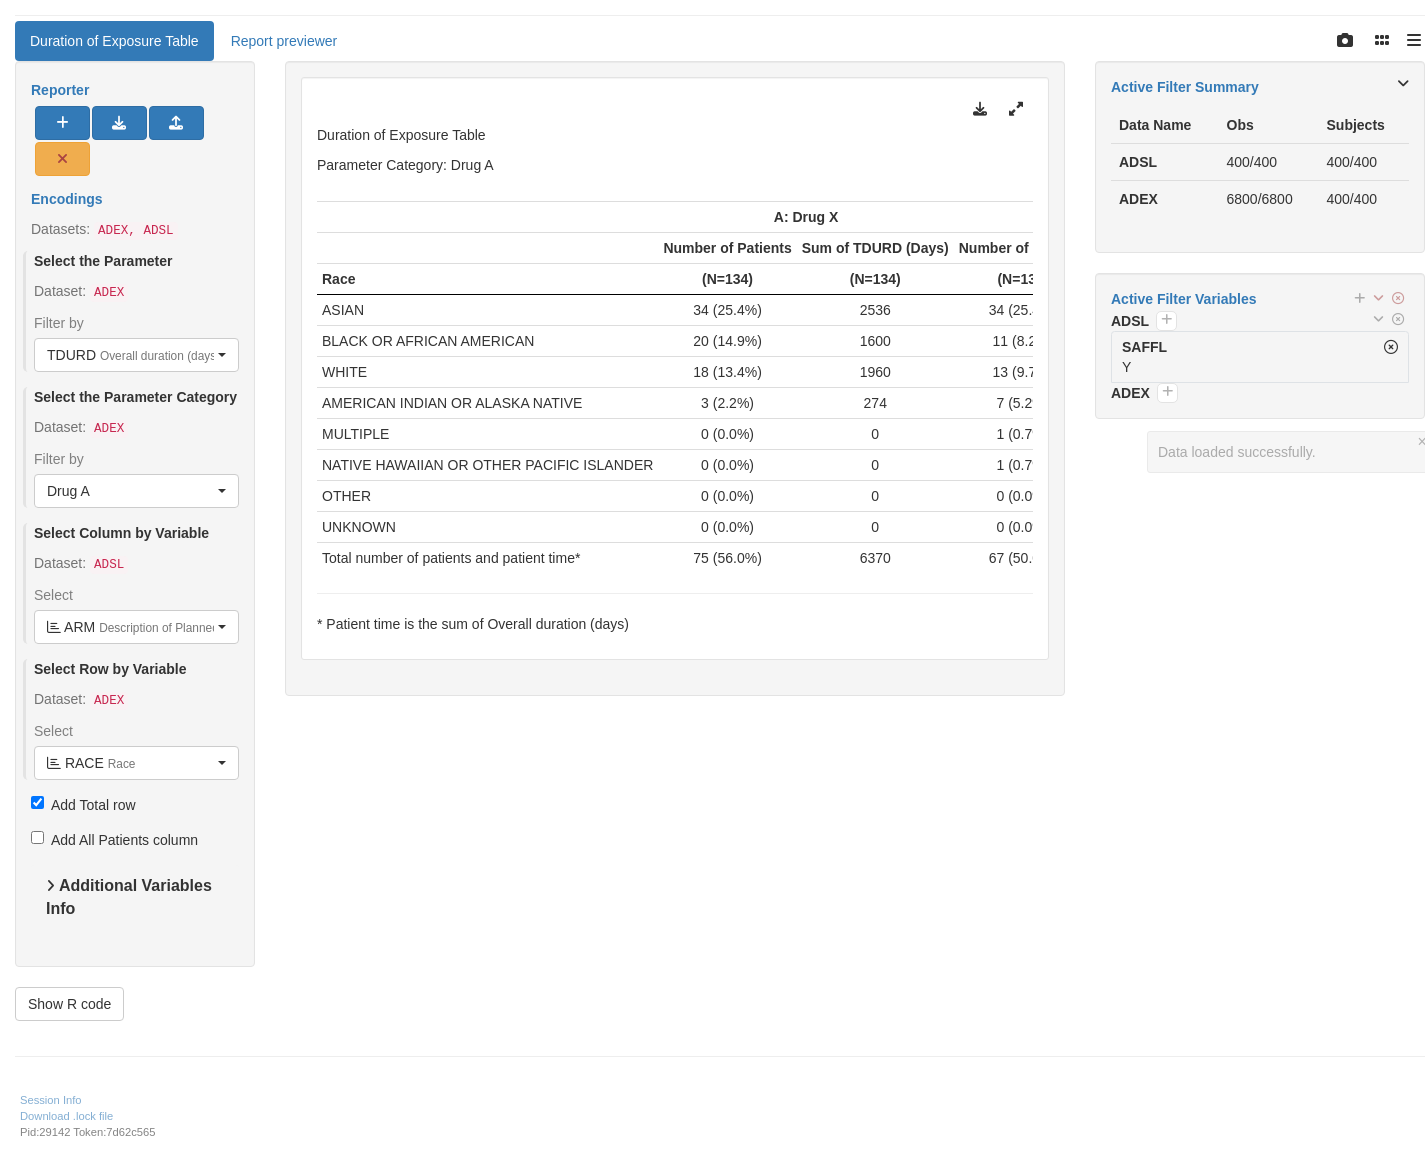 Duration of Exposure Table
Report previewer
Reporter
Encodings
Datasets: ADEX, ADSL
Select the Parameter
Dataset: ADEX
Filter by
TDURD Overall duration (days
Select the Parameter Category
Dataset: ADEX
Filter by
Drug A
Select Column by Variable
Dataset: ADSL
Select
ARM Description of Planned
Select Row by Variable
Dataset: ADEX
Select
RACE Race
Add Total row
Add All Patients column
Additional Variables
Info
Show R code
Duration of Exposure Table
Parameter Category: Drug A
A: Drug X
Number of Patients Sum of TDURD (Days) Number of
Race (N=134) (N=134) (N=13
ASIAN 34 (25.4%) 2536 34 (25.
BLACK OR AFRICAN AMERICAN 20 (14.9%) 1600 11 (8.2
WHITE 18 (13.4%) 1960 13 (9.7
AMERICAN INDIAN OR ALASKA NATIVE 3 (2.2%) 274 7 (5.2
MULTIPLE 0 (0.0%) 0 1 (0.7
NATIVE HAWAIIAN OR OTHER PACIFIC ISLANDER 0 (0.0%) 0 1 (0.7
OTHER 0 (0.0%) 0 0 (0.0
UNKNOWN 0 (0.0%) 0 0 (0.0
Total number of patients and patient time* 75 (56.0%) 6370 67 (50.
* Patient time is the sum of Overall duration (days)
Active Filter Summary
Data Name Obs Subjects
ADSL 400/400 400/400
ADEX 6800/6800 400/400
Active Filter Variables
ADSL
SAFFL
Y
ADEX
Data loaded successfully.
Session Info
Download .lock file
Pid:29142 Token:7d62c565